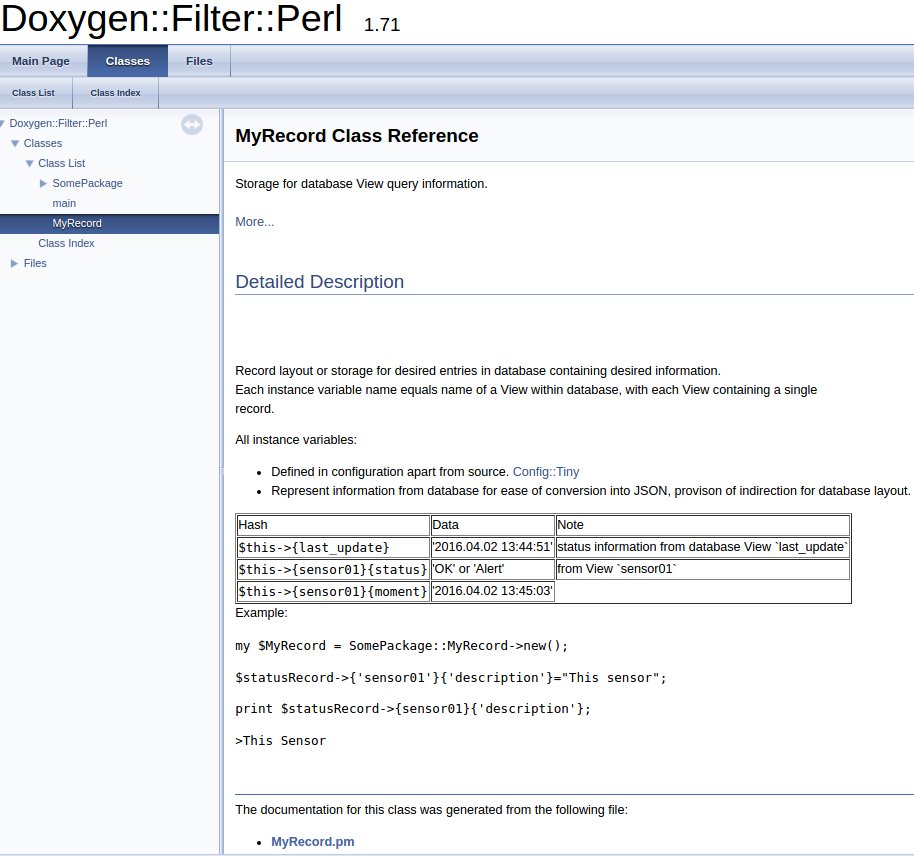 Doxygen::Filter::Perl 1.71
Main Page Classes Files
Class List Class Index
Doxygen::Filter::Perl
Classes
Class List
SomePackage
main
MyRecord
Class Index
Files
MyRecord Class Reference
Storage for database View query information.
More...
Detailed Description
Record layout or storage for desired entries in database containing desired information.
Each instance variable name equals name of a View within database, with each View containing a single
record.
All instance variables:
• Defined in configuration apart from source. Config::Tiny
• Represent information from database for ease of conversion into JSON, provison of indirection for database layout.
Hash Data Note
$this->{last_update} '2016.04.02 13:44:51' status information from database View `last_update`
$this->{sensor01}{status} 'OK' or 'Alert' from View `sensor01`
$this->{sensor01}{moment} '2016.04.02 13:45:03'
Example:
my $MyRecord = SomePackage::MyRecord->new();
$statusRecord->{'sensor01'}{'description'}="This sensor";
print $statusRecord->{sensor01}{'description'};
>This Sensor
The documentation for this class was generated from the following file:
• MyRecord.pm